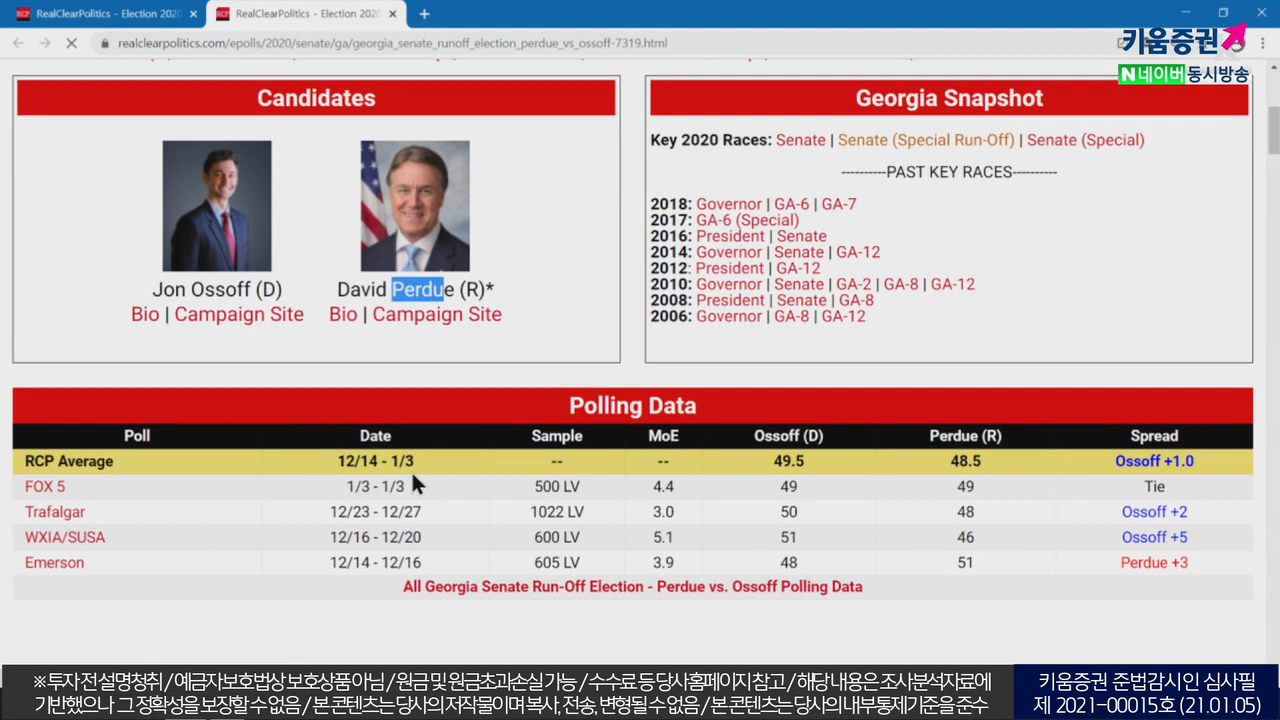 RealClearPolitics - Election 202
RealClearPolitics - Election 202
realclearpolitics.com/epolls/2020/senate/ga/georgia_senate_runoff_election_perdue_vs_ossoff-7319.html
키움증권
N 네이버 동시방송
Candidates
Jon Ossoff (D)
Bio | Campaign Site
David Perdue (R)*
Bio | Campaign Site
Georgia Snapshot
Key 2020 Races: Senate | Senate (Special Run-Off) | Senate (Special)
----------PAST KEY RACES----------
2018: Governor | GA-6 | GA-7
2017: GA-6 (Special)
2016: President | Senate
2014: Governor | Senate | GA-12
2012: President | GA-12
2010: Governor | Senate | GA-2 | GA-8 | GA-12
2008: President | Senate | GA-8
2006: Governor | GA-8 | GA-12
Polling Data
Poll Date Sample MoE Ossoff (D) Perdue (R) Spread
RCP Average 12/14 - 1/3 -- -- 49.5 48.5 Ossoff +1.0
FOX 5 1/3 - 1/3 500 LV 4.4 49 49 Tie
Trafalgar 12/23 - 12/27 1022 LV 3.0 50 48 Ossoff +2
WXIA/SUSA 12/16 - 12/20 600 LV 5.1 51 46 Ossoff +5
Emerson 12/14 - 12/16 605 LV 3.9 48 51 Perdue +3
All Georgia Senate Run-Off Election - Perdue vs. Ossoff Polling Data
※ 투자 전 설명청취 / 예금자보호법상 보호상품 아님 / 원금 및 원금초과손실 가능 / 수수료 등 당사홈페이지 참고 / 해당 내용은 조사분석자료에
기반했으나 그 정확성을 보장할 수 없음 / 본 콘텐츠는 당사의 저작물이며 복사, 전송, 변형될 수 없음 / 본 콘텐츠는 당사의 내부통제기준을 준수
키움증권 준법감시인 심사필
제 2021-00015호 (21.01.05)